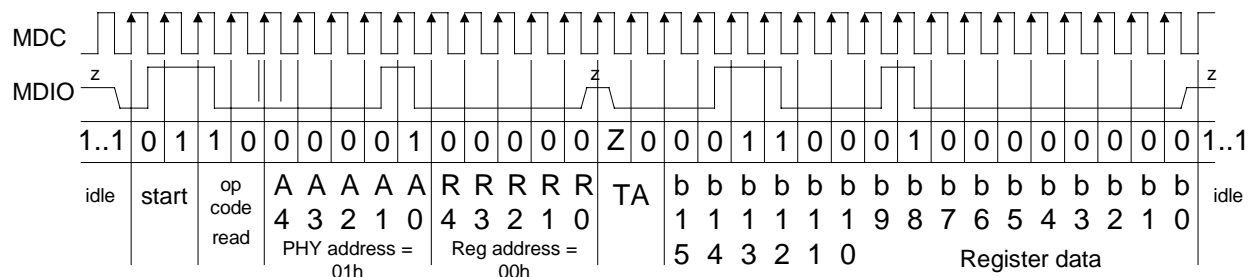 MDC
z z z
MDIO
1..1 0 1 1 0 0 0 0 0 1 0 0 0 0 0 Z 0 0 0 1 1 0 0 0 1 0 0 0 0 0 0 0 0 1..1
idle
start
op
code
read
A A A A A
4 3 2 1 0
PHY address =
01h
R R R R R
4 3 2 1 0
Reg address =
00h
TA
b b b b b b b b b b b b b b b b
1 1 1 1 1 1 9 8 7 6 5 4 3 2 1 0
5 4 3 2 1 0
Register data
idle